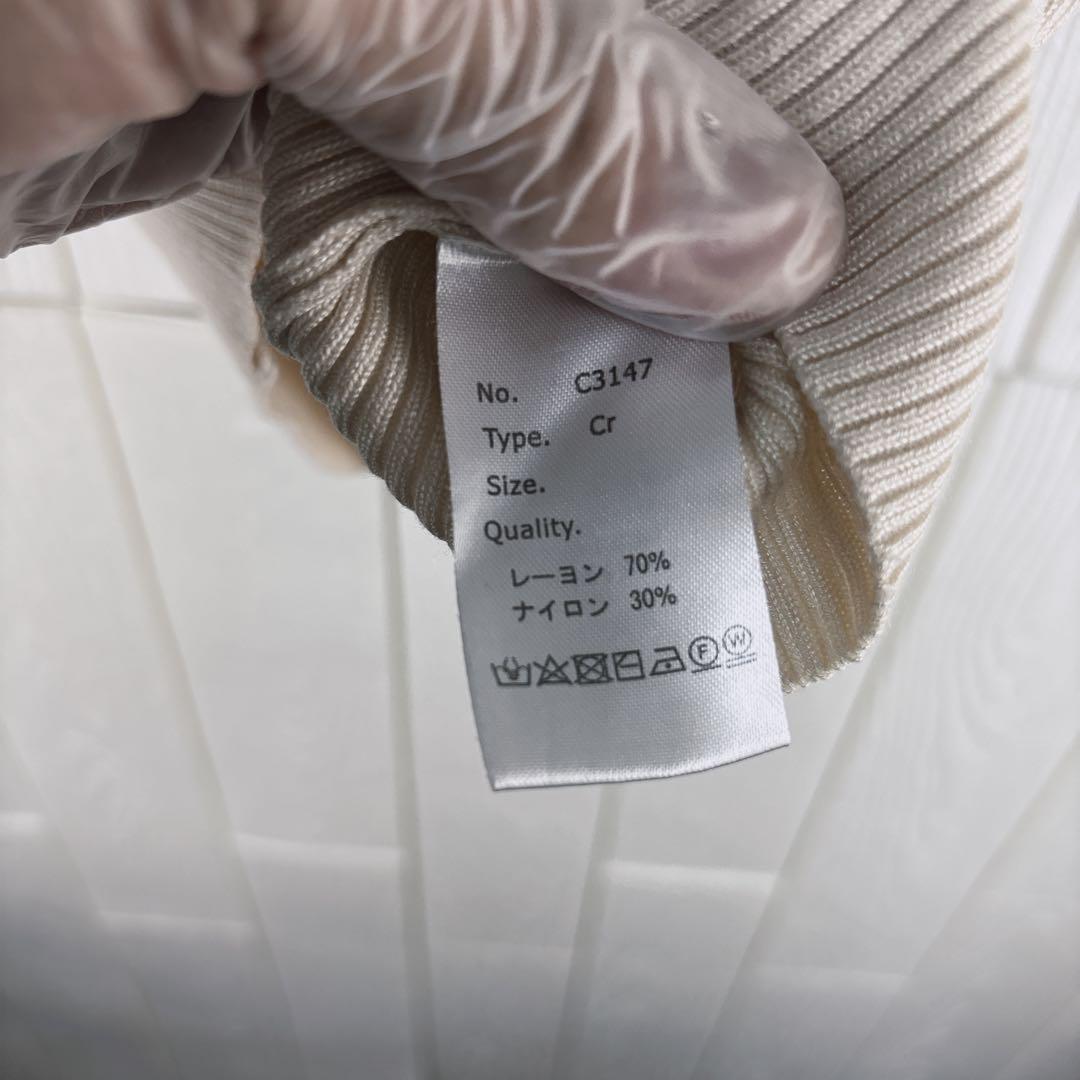 No. C3147
Type. Cr
Size.
Quality.
レーヨン 70%
ナイロン 30%
F W